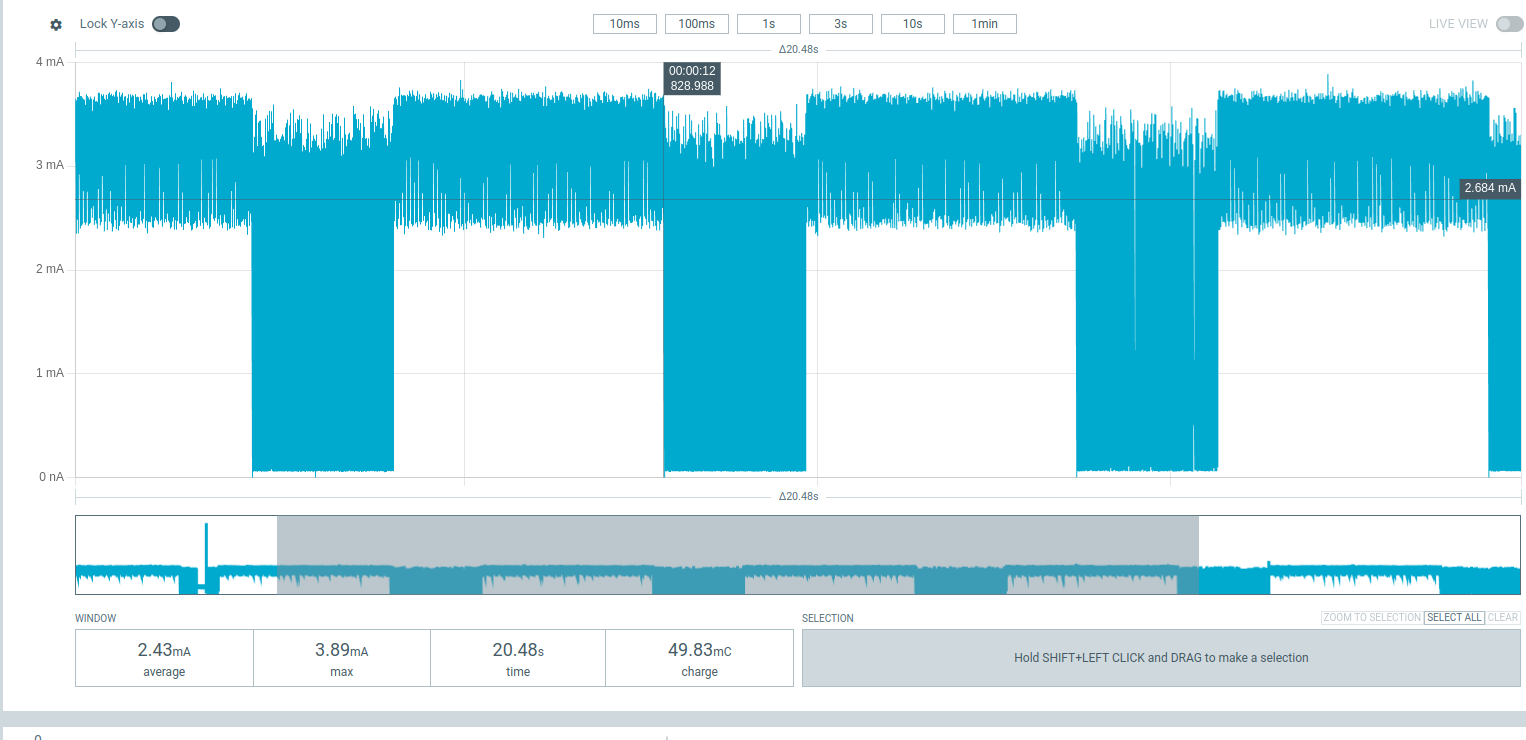 Lock Y-axis
10ms 100ms 1s 3s 10s 1min
LIVE VIEW
Δ20.48s
4 mA
00:00:12
828.988
3 mA
2.684 mA
2 mA
1 mA
0 nA
Δ20.48s
WINDOW
SELECTION
ZOOM TO SELECTION SELECT ALL CLEAR
2.43mA 3.89mA 20.48s 49.83mC
average max time charge
Hold SHIFT+LEFT CLICK and DRAG to make a selection